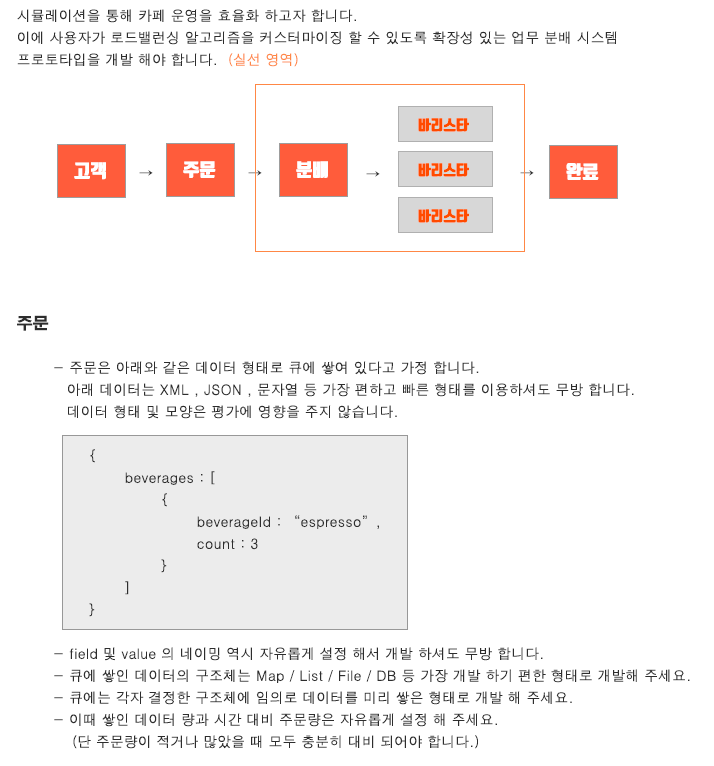 시뮬레이션을 통해 카페 운영을 효율화 하고자 합니다.
이에 사용자가 로드밸런싱 알고리즘을 커스터마이징 할 수 있도록 확장성 있는 업무 분배 시스템
프로토타입을 개발 해야 합니다. (실선 영역)
고객 → 주문 → 분배 → 바리스타 → 완료
바리스타
바리스타
주문
– 주문은 아래와 같은 데이터 형태로 큐에 쌓여 있다고 가정 합니다.
아래 데이터는 XML , JSON , 문자열 등 가장 편하고 빠른 형태를 이용하셔도 무방 합니다.
데이터 형태 및 모양은 평가에 영향을 주지 않습니다.
{
beverages : [
{
beverageId : “espresso” ,
count : 3
}
]
}
– field 및 value 의 네이밍 역시 자유롭게 설정 해서 개발 하셔도 무방 합니다.
– 큐에 쌓인 데이터의 구조체는 Map / List / File / DB 등 가장 개발 하기 편한 형태로 개발해 주세요.
– 큐에는 각자 결정한 구조체에 임의로 데이터를 미리 쌓은 형태로 개발 해 주세요.
– 이때 쌓인 데이터 량과 시간 대비 주문량은 자유롭게 설정 해 주세요.
(단 주문량이 적거나 많았을 때 모두 충분히 대비 되어야 합니다.)